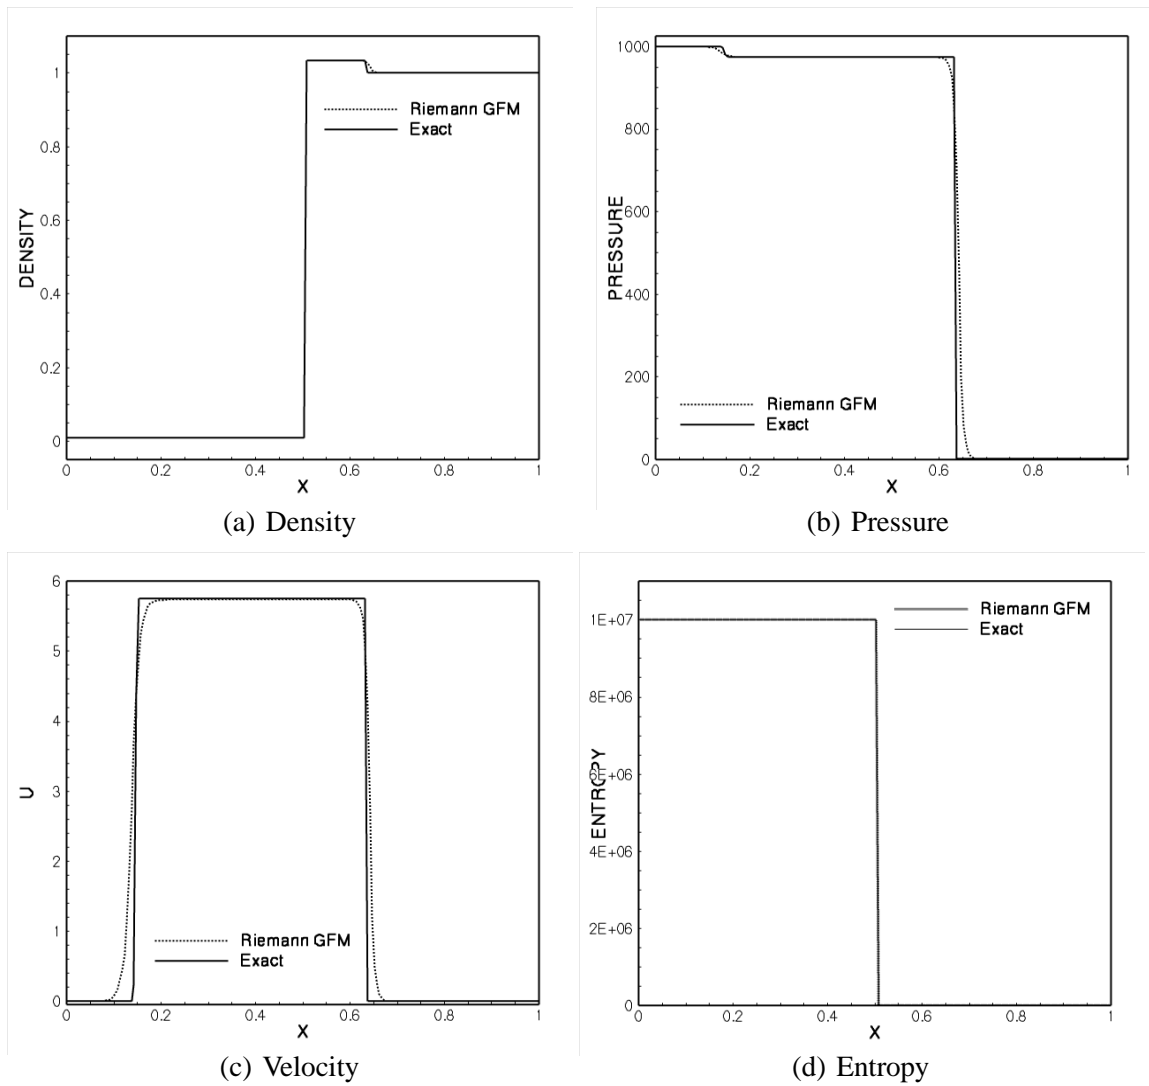 DENSITY
1
0.8
0.6
0.4
0.2
0
0 0.2 0.4 0.6 0.8 1
X
Riemann GFM
Exact
(a) Density
PRESSURE
1000
800
600
400
200
0
0 0.2 0.4 0.6 0.8 1
X
Riemann GFM
Exact
(b) Pressure
U
6
5
4
3
2
1
0
0 0.2 0.4 0.6 0.8 1
X
Riemann GFM
Exact
(c) Velocity
ENTROPY
1E+07
8E+06
6E+06
4E+06
2E+06
0
0 0.2 0.4 0.6 0.8 1
X
Riemann GFM
Exact
(d) Entropy